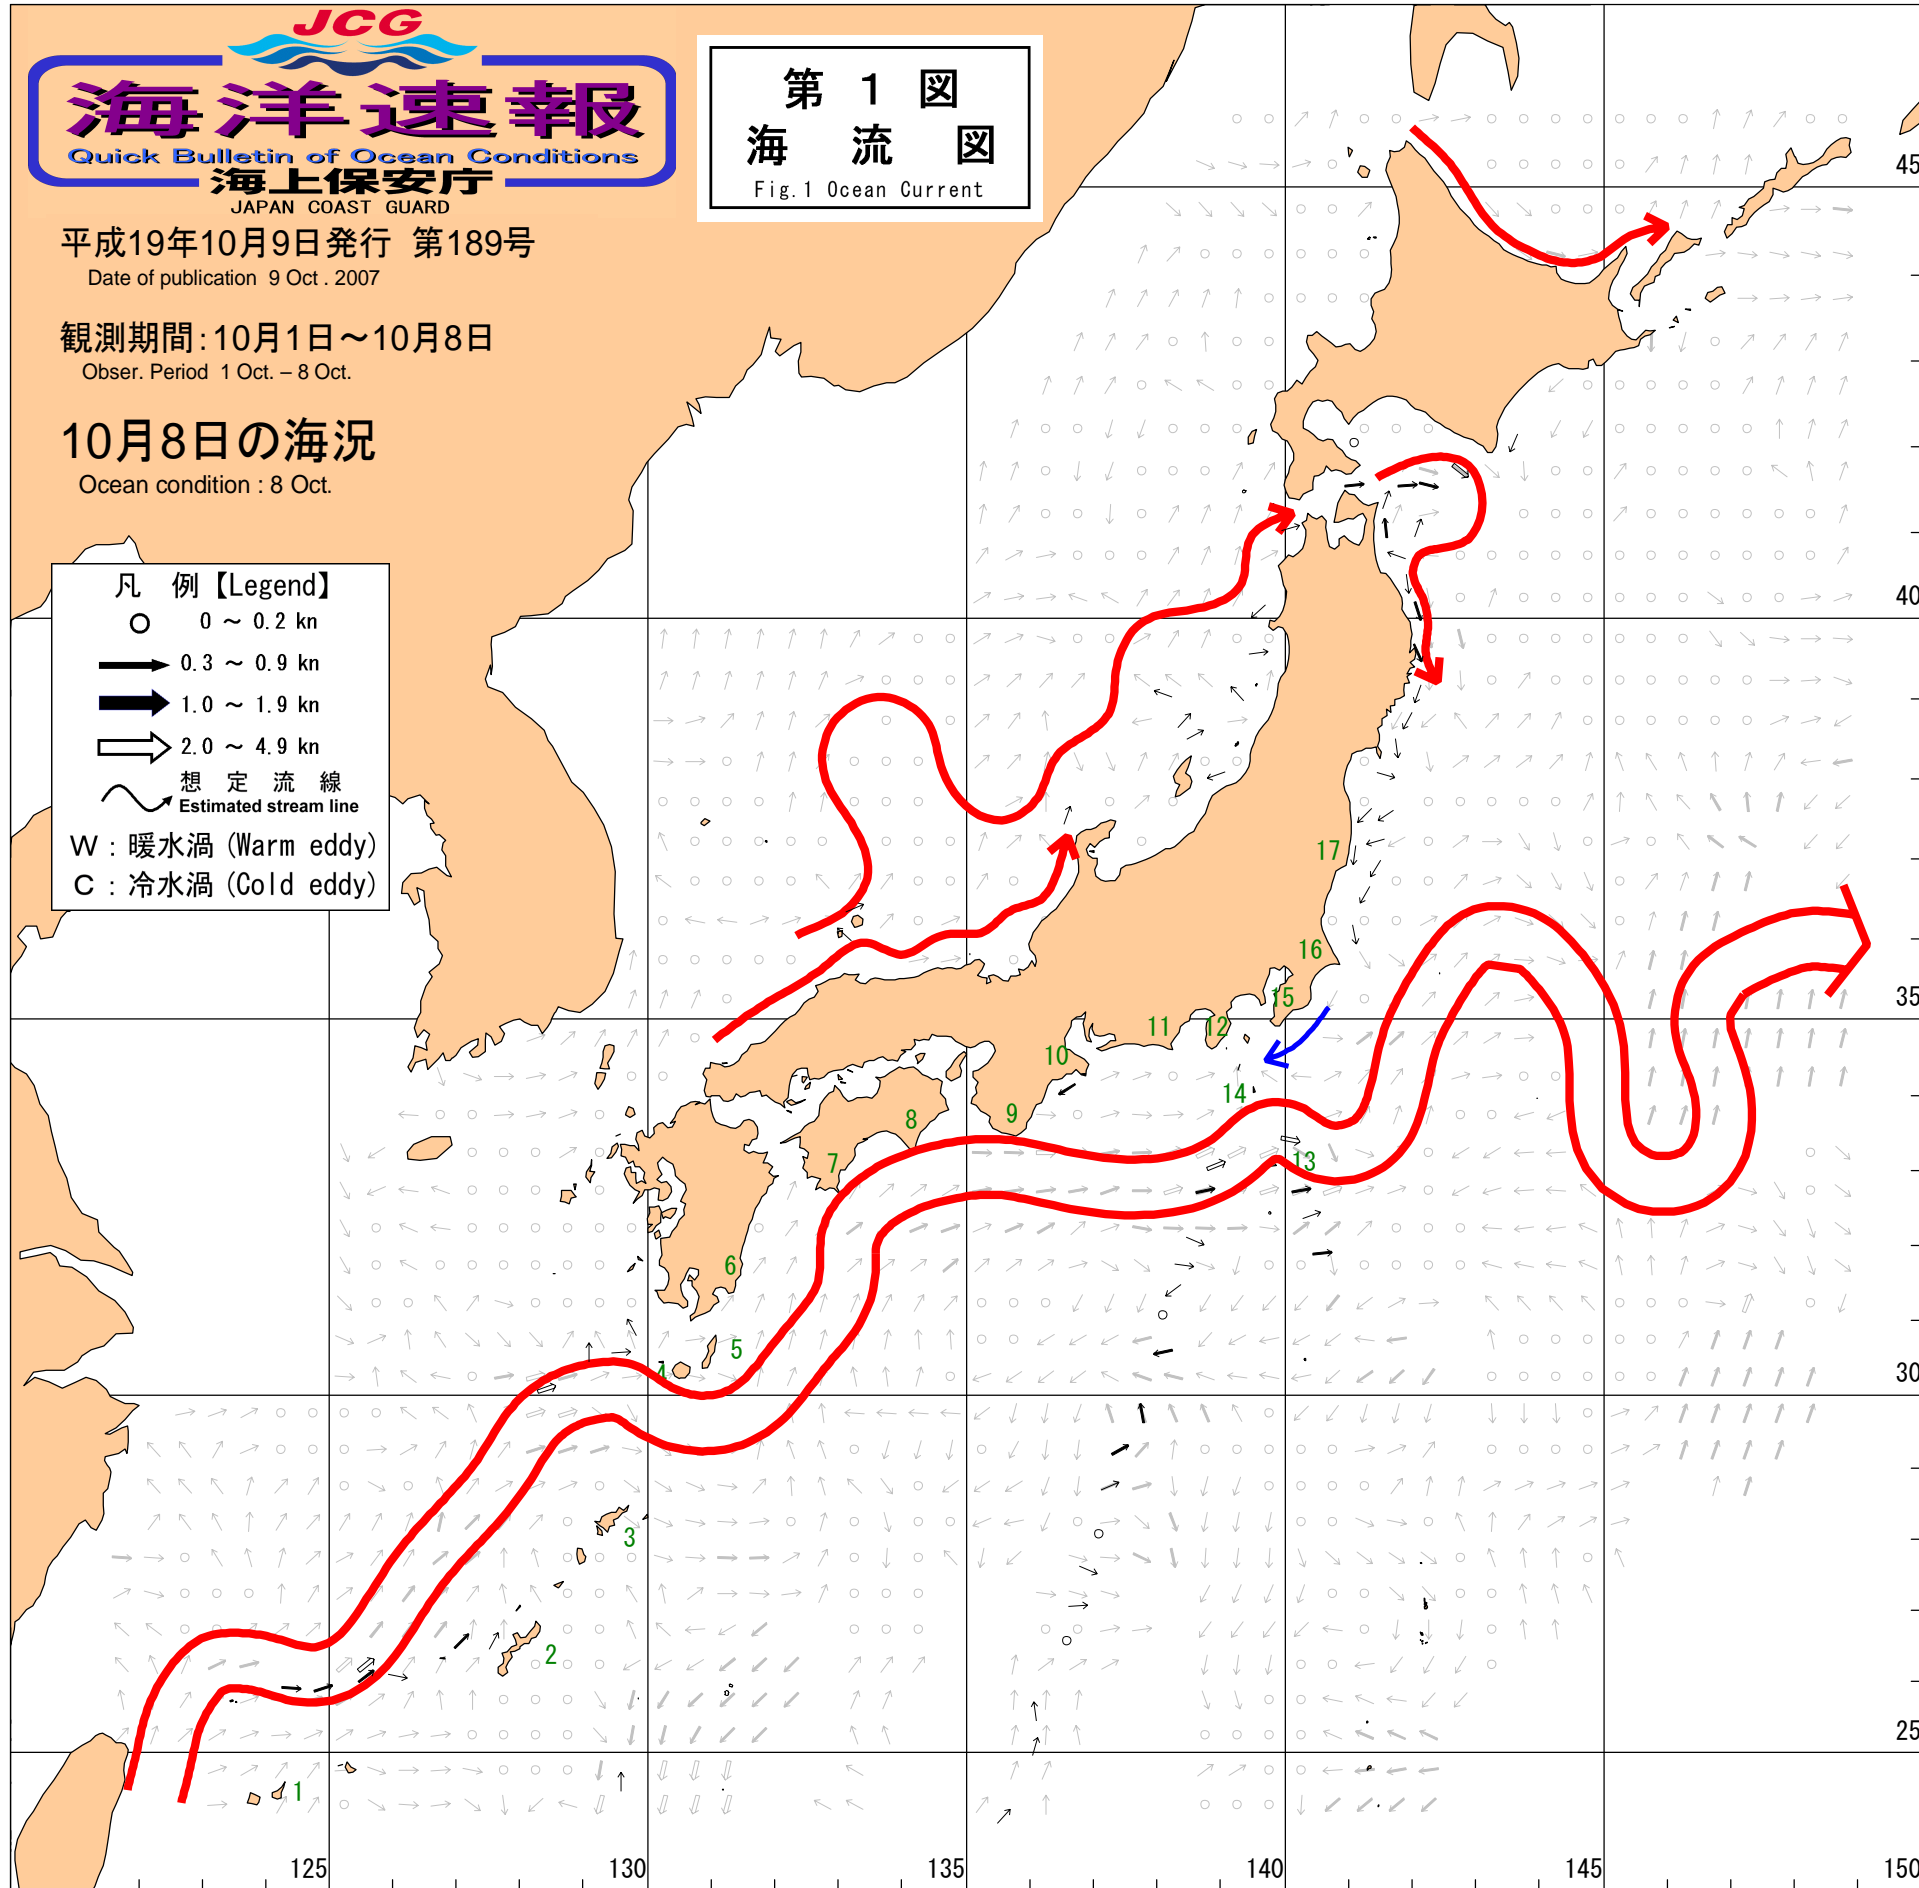 JCG
海洋速報
Quick Bulletin of Ocean Conditions
海上保安庁
JAPAN COAST GUARD
平成19年10月9日発行 第189号
Date of publication 9 Oct . 2007
観測期間:10月1日～10月8日
Obser. Period 1 Oct. – 8 Oct.
10月8日の海況
Ocean condition : 8 Oct.
第 1 図
海 流 図
Fig.1 Ocean Current
凡 例【Legend】
0 ～ 0.2 kn
0.3 ～ 0.9 kn
1.0 ～ 1.9 kn
2.0 ～ 4.9 kn
想 定 流 線
Estimated stream line
W : 暖水渦 (Warm eddy)
C : 冷水渦 (Cold eddy)
45
40
35
30
25
17
16
15
12
11
10
14
9
8
13
7
6
5
4
3
2
1
125
130
135
140
145
150